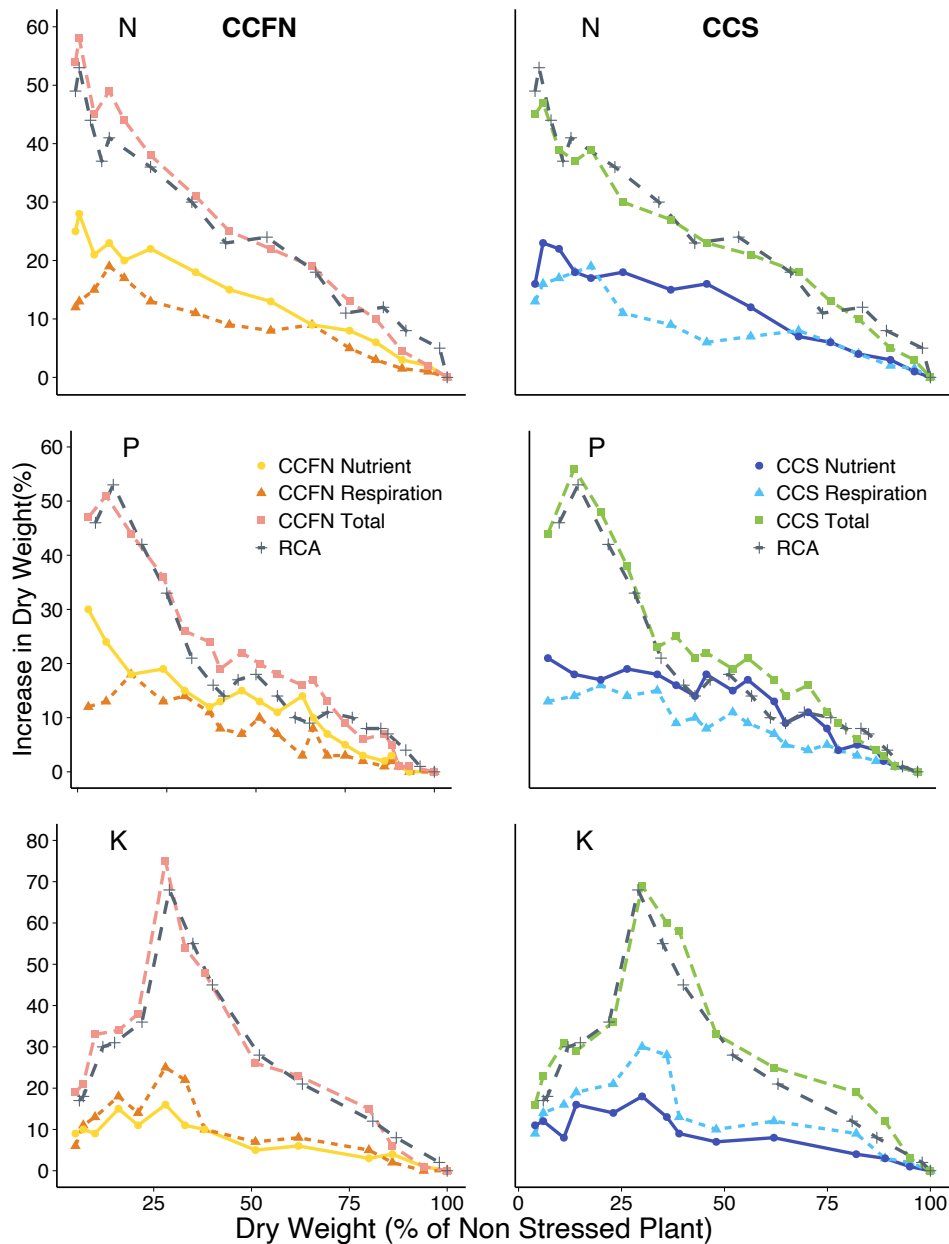 N CCFN
N CCS
60
50
40
30
20
10
0
P
P
60
50
40
30
20
10
0
CCFN Nutrient
CCFN Respiration
CCFN Total
RCA
CCS Nutrient
CCS Respiration
CCS Total
RCA
Increase in Dry Weight(%)
K
K
80
70
60
50
40
30
20
10
0
25 50 75 100
0 25 50 75 100
Dry Weight (% of Non Stressed Plant)